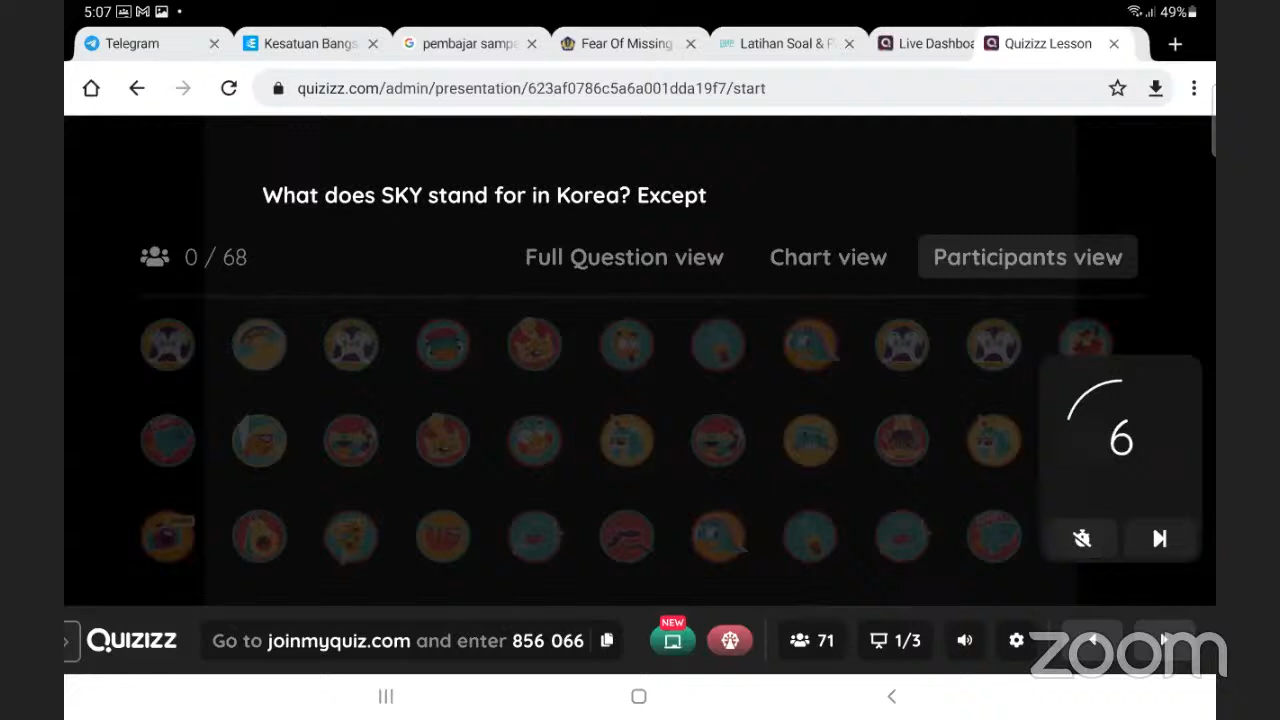 5:07
49%
Telegram
Kesatuan Bangs
pembajar sampe
Fear Of Missing
Latihan Soal & P
Live Dashboa
Quizizz Lesson
quizizz.com/admin/presentation/623af0786c5a6a001dda19f7/start
What does SKY stand for in Korea? Except
0 / 68
Full Question view
Chart view
Participants view
6
NEW
QUIZIZZ
Go to joinmyquiz.com and enter 856 066
71
1/3
zoom